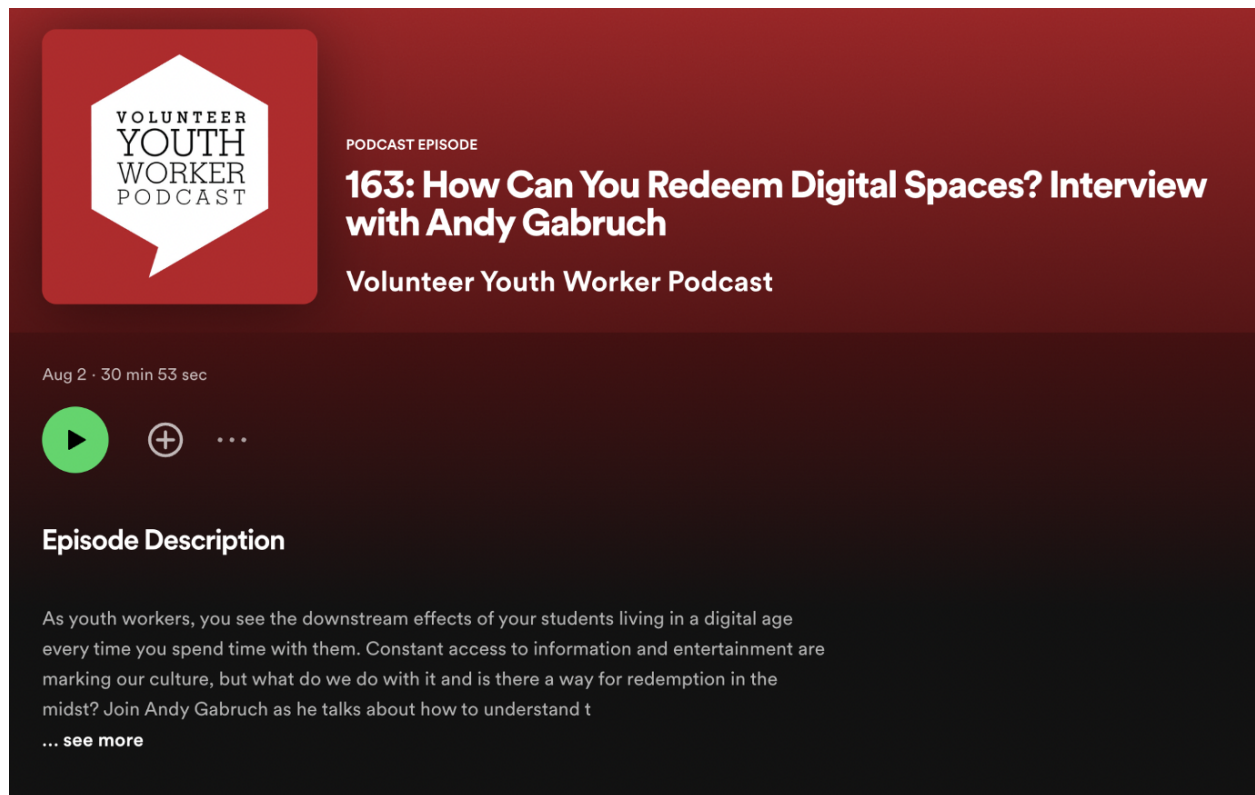 VOLUNTEER
YOUTH
WORKER
PODCAST
PODCAST EPISODE
163: How Can You Redeem Digital Spaces? Interview
with Andy Gabruch
Volunteer Youth Worker Podcast
Aug 2 · 30 min 53 sec
Episode Description
As youth workers, you see the downstream effects of your students living in a digital age
every time you spend time with them. Constant access to information and entertainment are
marking our culture, but what do we do with it and is there a way for redemption in the
midst? Join Andy Gabruch as he talks about how to understand t
... see more